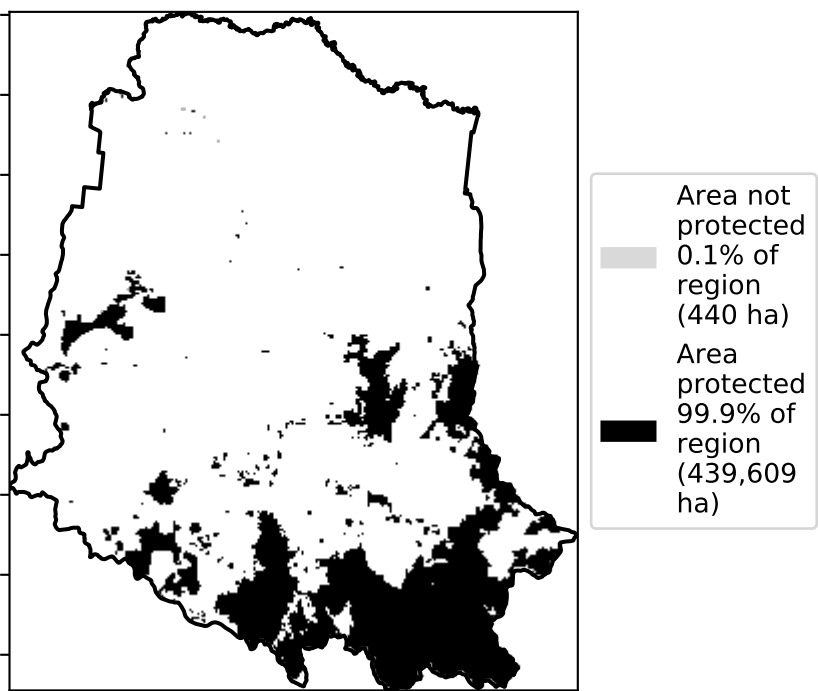 Area not
protected
0.1% of
region
(440 ha)
Area
protected
99.9% of
region
(439,609
ha)